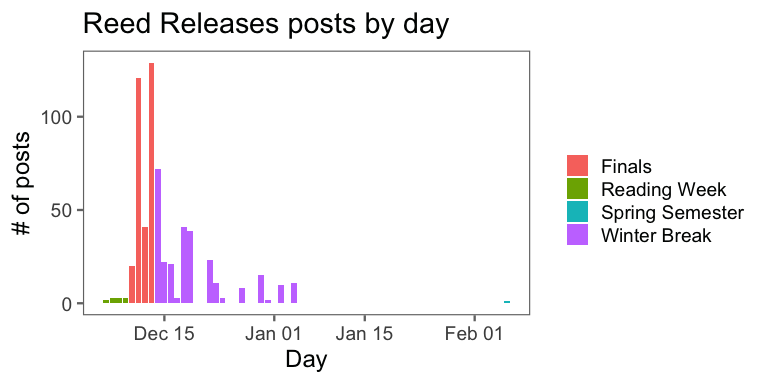 Reed Releases posts by day
# of posts
100
50
0
Dec 15
Jan 01
Jan 15
Feb 01
Day
Finals
Reading Week
Spring Semester
Winter Break